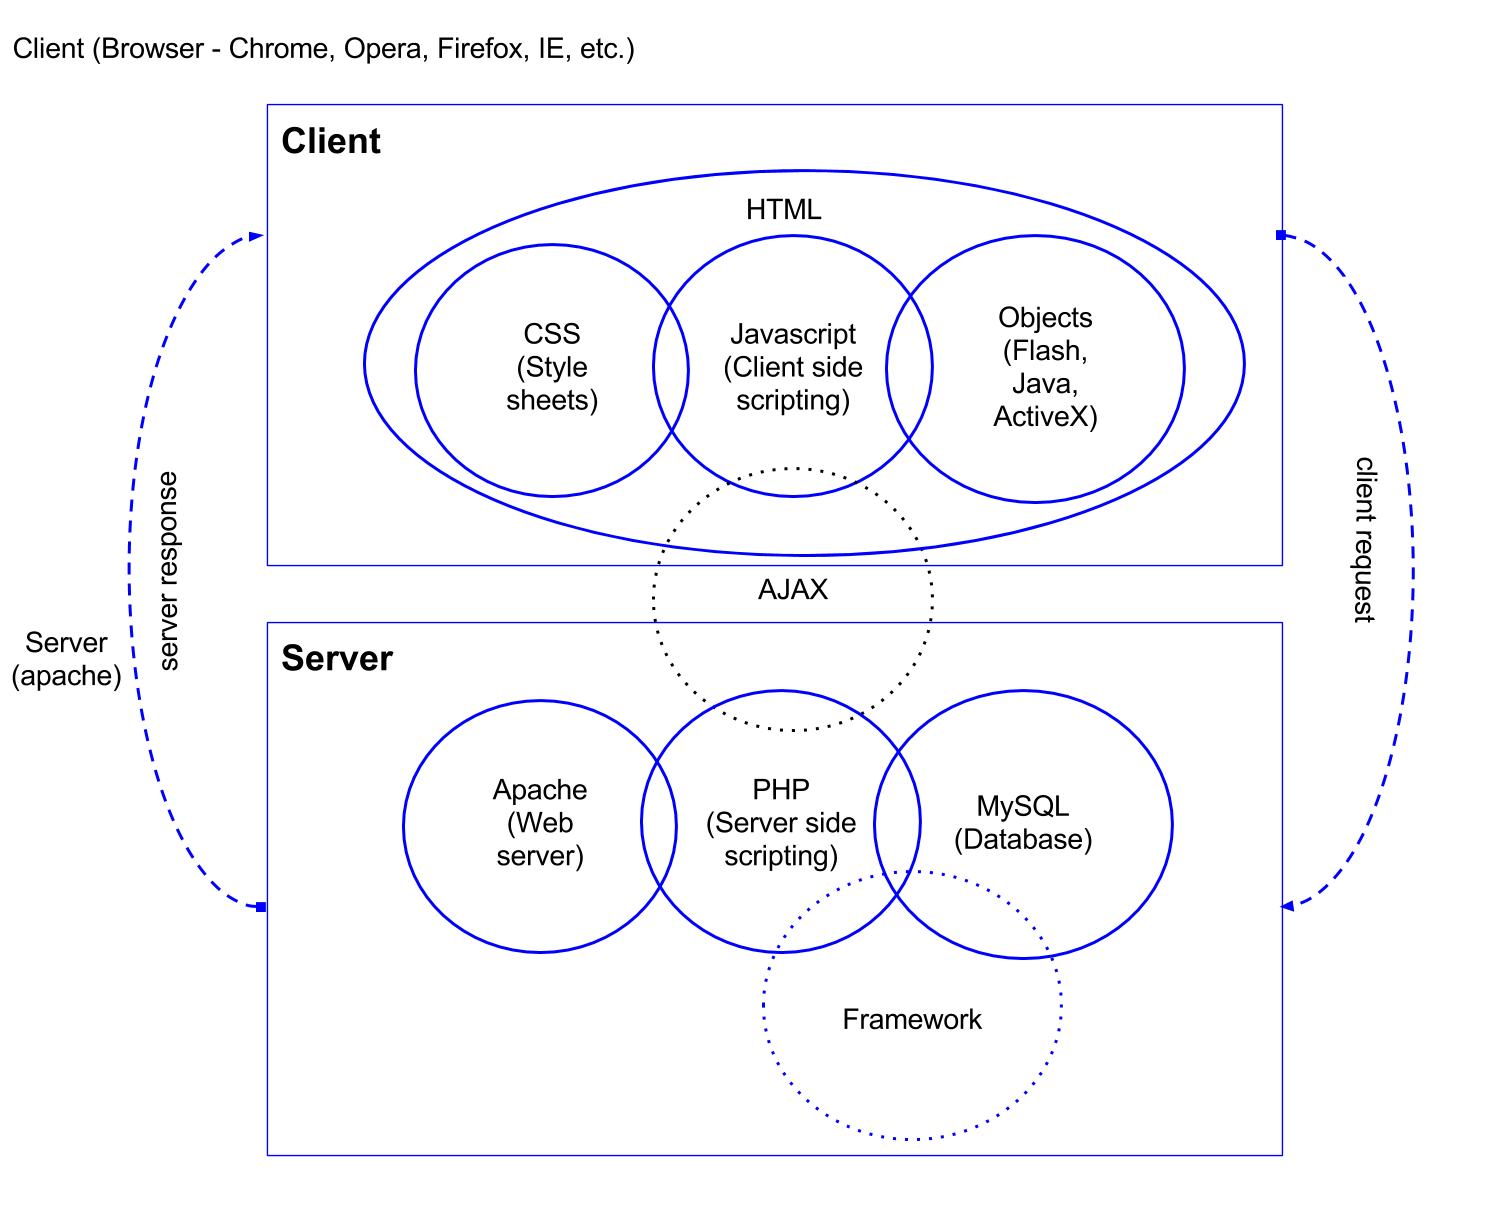 Client (Browser - Chrome, Opera, Firefox, IE, etc.)
Client
HTML
CSS
(Style
sheets)
Javascript
(Client side
scripting)
Objects
(Flash,
Java,
ActiveX)
server response
client request
AJAX
Server
(apache)
Server
Apache
(Web
server)
PHP
(Server side
scripting)
MySQL
(Database)
Framework